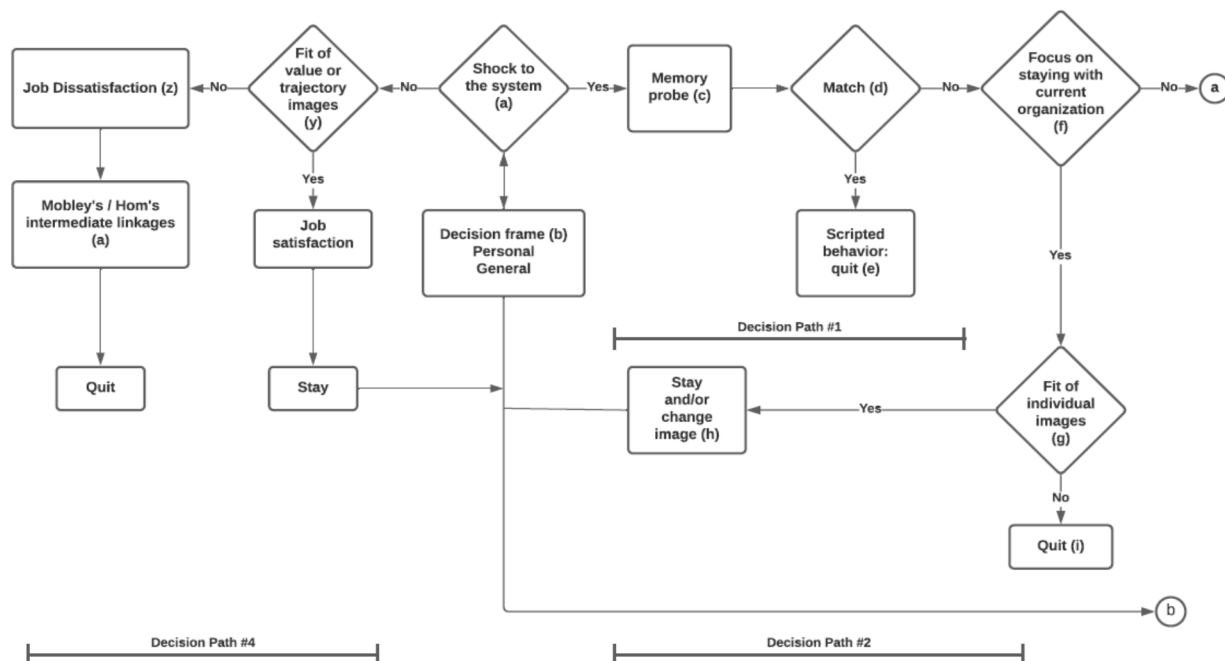 Job Dissatisfaction (z)
No
Fit of
value or
trajectory
images
(y)
No
Shock to
the system
(a)
Yes
Memory
probe (c)
Match (d)
No
Focus on
staying with
current
organization
(f)
No
a
Mobley's / Hom's
intermediate linkages
(a)
Yes
Job
satisfaction
Decision frame (b)
Personal
General
Yes
Scripted
behavior:
quit (e)
Yes
Decision Path #1
Quit
Stay
Stay
and/or
change
image (h)
Yes
Fit of
individual
images
(g)
No
Quit (i)
b
Decision Path #4
Decision Path #2